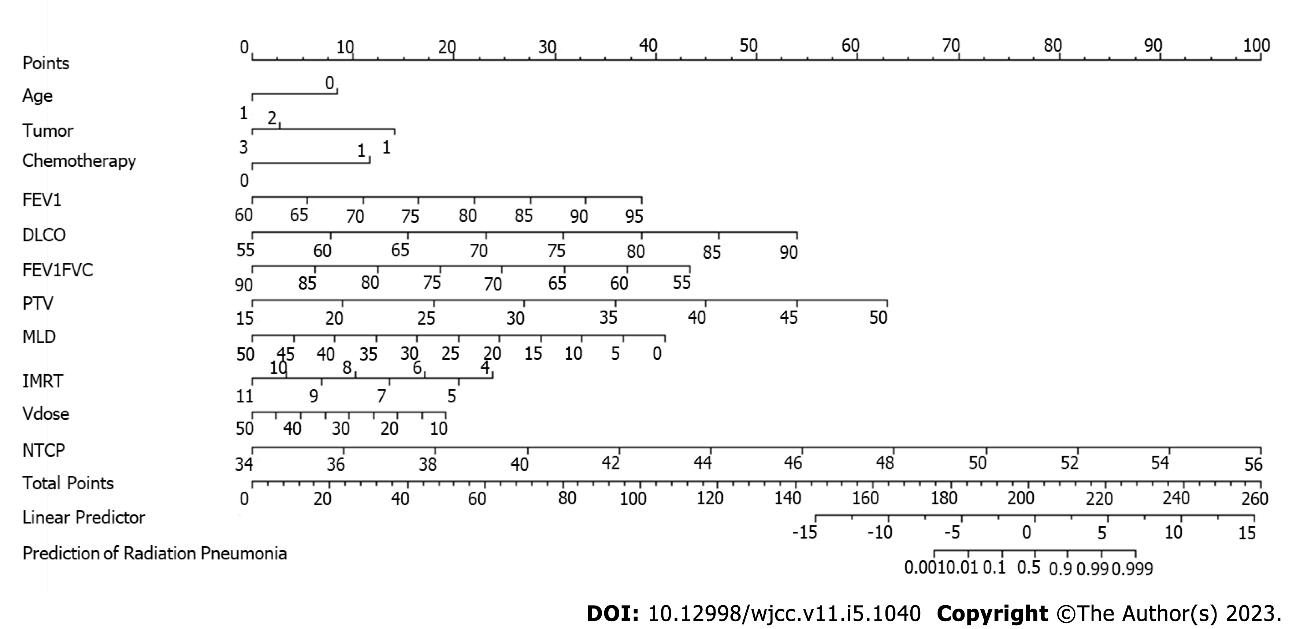 0 10 20 30 40 50 60 70 80 90 100
Points
0
Age
1
2
Tumor
3 1
1
Chemotherapy
0
FEV1
60 65 70 75 80 85 90 95
DLCO
55 60 65 70 75 80 85 90
FEV1FVC
90 85 80 75 70 65 60 55
PTV
15 20 25 30 35 40 45 50
MLD
50 45 40 35 30 25 20 15 10 5 0
10 8 6 4
IMRT
11 9 7 5
Vdose
50 40 30 20 10
NTCP
34 36 38 40 42 44 46 48 50 52 54 56
Total Points
0 20 40 60 80 100 120 140 160 180 200 220 240 260
Linear Predictor
-15 -10 -5 0 5 10 15
Prediction of Radiation Pneumonia
0.001 0.01 0.1 0.5 0.9 0.99 0.999
DOI: 10.12998/wjcc.v11.i5.1040 Copyright ©The Author(s) 2023.